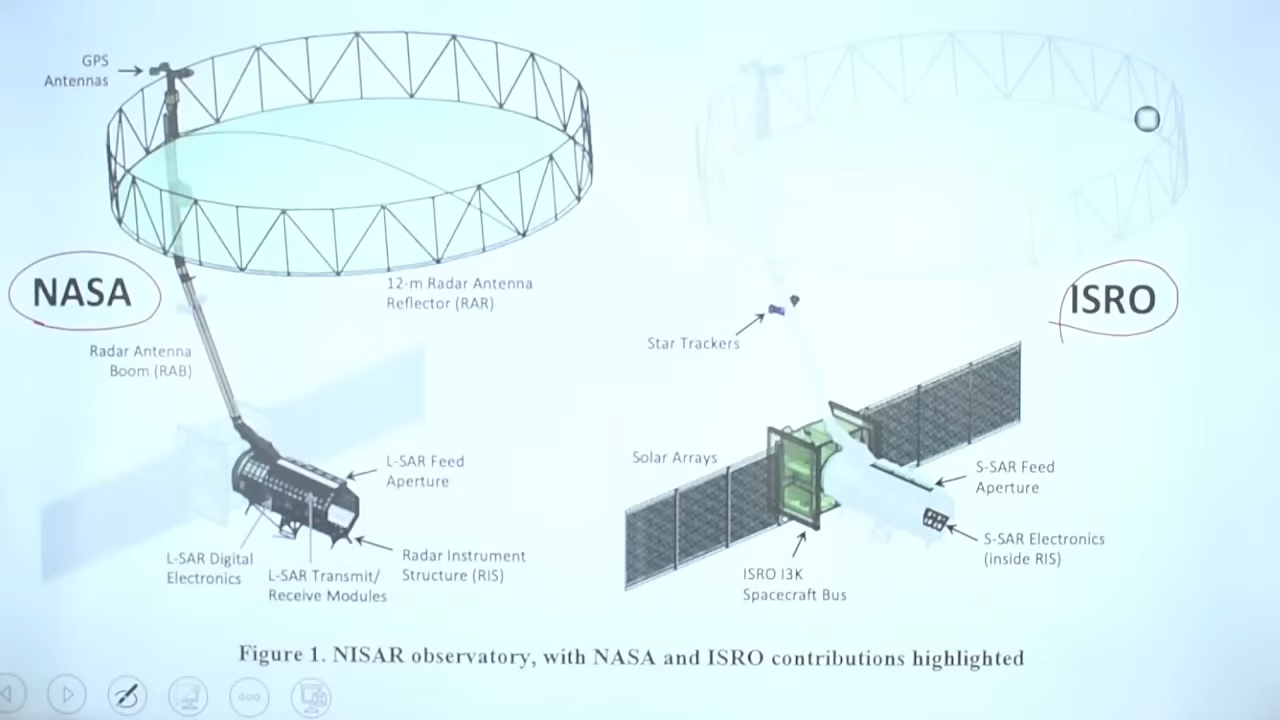 GPS
Antennas
NASA
12-m Radar Antenna
Reflector (RAR)
Radar Antenna
Boom (RAB)
L-SAR Feed
Aperture
L-SAR Digital
Electronics
L-SAR Transmit/
Receive Modules
Radar Instrument
Structure (RIS)
ISRO
Star Trackers
Solar Arrays
S-SAR Feed
Aperture
S-SAR Electronics
(inside RIS)
ISRO I3K
Spacecraft Bus
Figure 1. NISAR observatory, with NASA and ISRO contributions highlighted